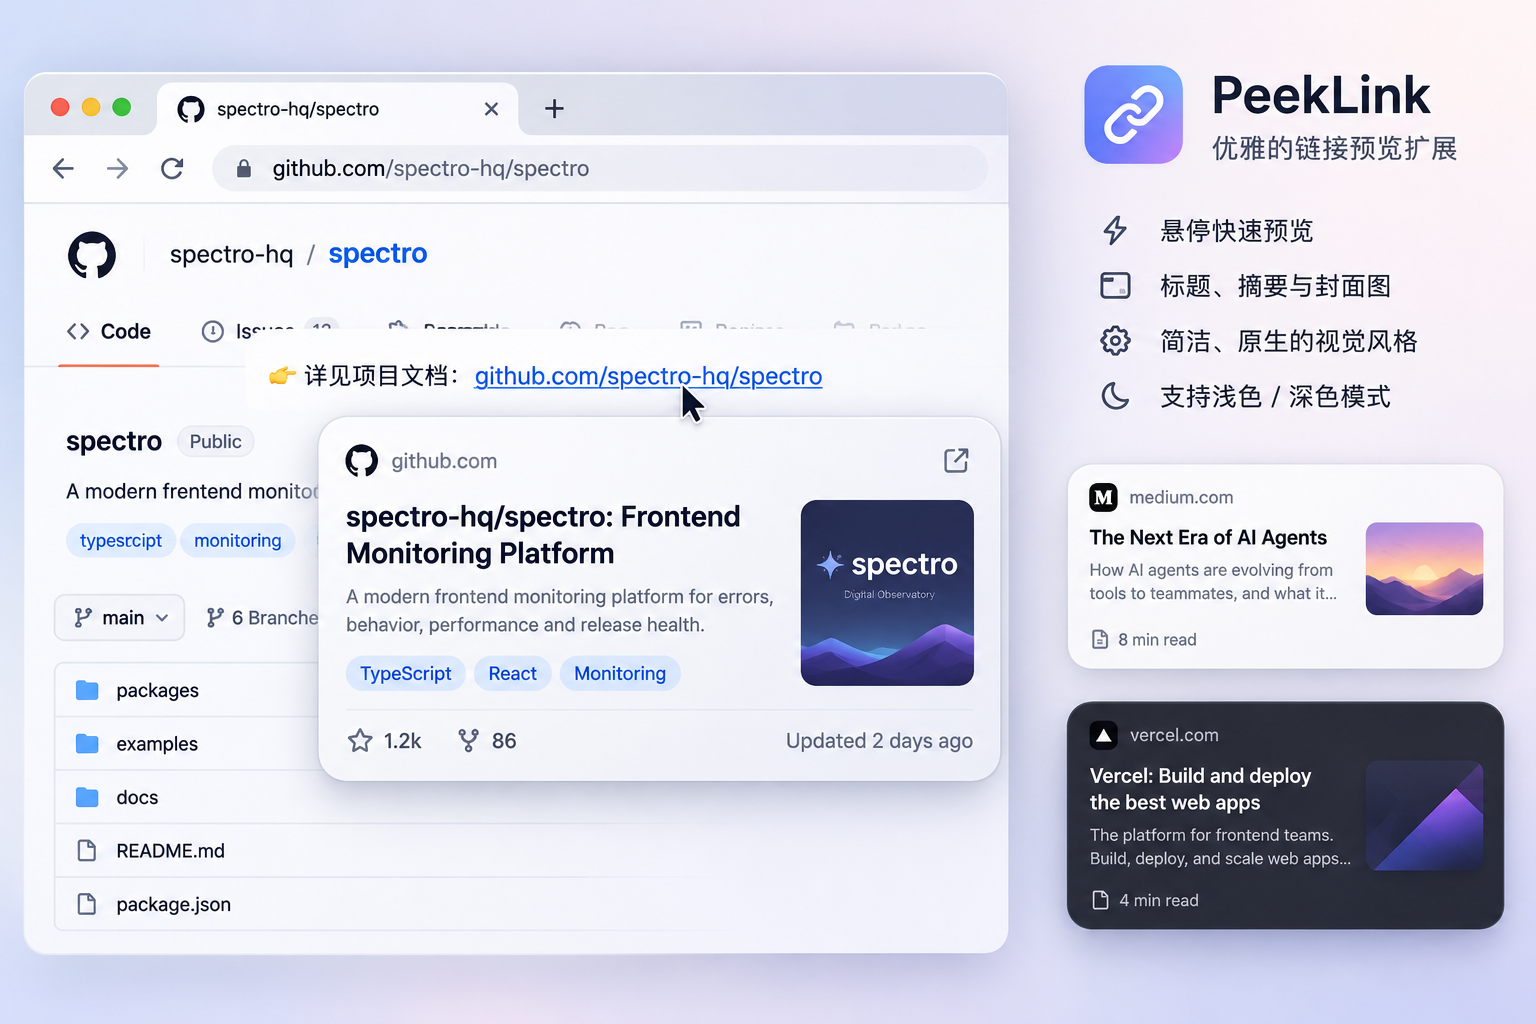 spectro-hq/spectro
github.com/spectro-hq/spectro
spectro-hq / spectro
Code
👉 详见项目文档： github.com/spectro-hq/spectro
spectro Public
A modern frentend monitoc
typesrcipt monitoring
main 6 Branche
packages
examples
docs
README.md
package.json
github.com
spectro-hq/spectro: Frontend
Monitoring Platform
A modern frontend monitoring platform for errors,
behavior, performance and release health.
TypeScript React Monitoring
1.2k 86 Updated 2 days ago
spectro
Digital Observatory
PeekLink
优雅的链接预览扩展
悬停快速预览
标题、摘要与封面图
简洁、原生的视觉风格
支持浅色 / 深色模式
M medium.com
The Next Era of AI Agents
How AI agents are evolving from
tools to teammates, and what it...
8 min read
vercel.com
Vercel: Build and deploy
the best web apps
The platform for frontend teams.
Build, deploy, and scale web apps...
4 min read